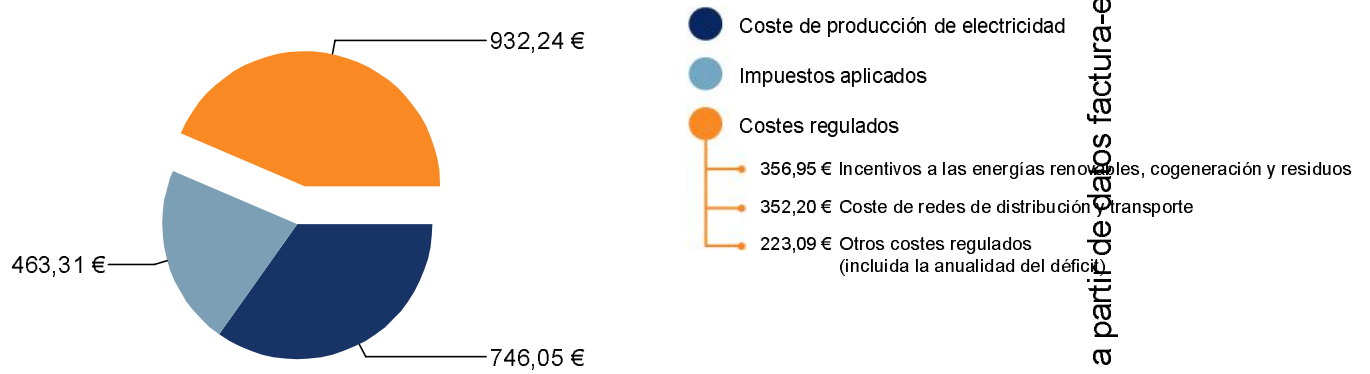 932,24 €
463,31 €
746,05 €
Coste de producción de electricidad
Impuestos aplicados
Costes regulados
356,95 € Incentivos a las energías renovables, cogeneración y residuos
352,20 € Coste de redes de distribución y transporte
223,09 € Otros costes regulados
(incluida la anualidad del déficit)
a partir de datos factura-e